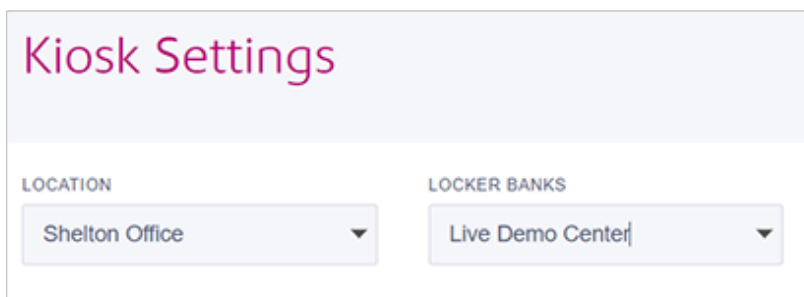 Kiosk Settings
LOCATION LOCKER BANKS
Shelton Office Live Demo Center